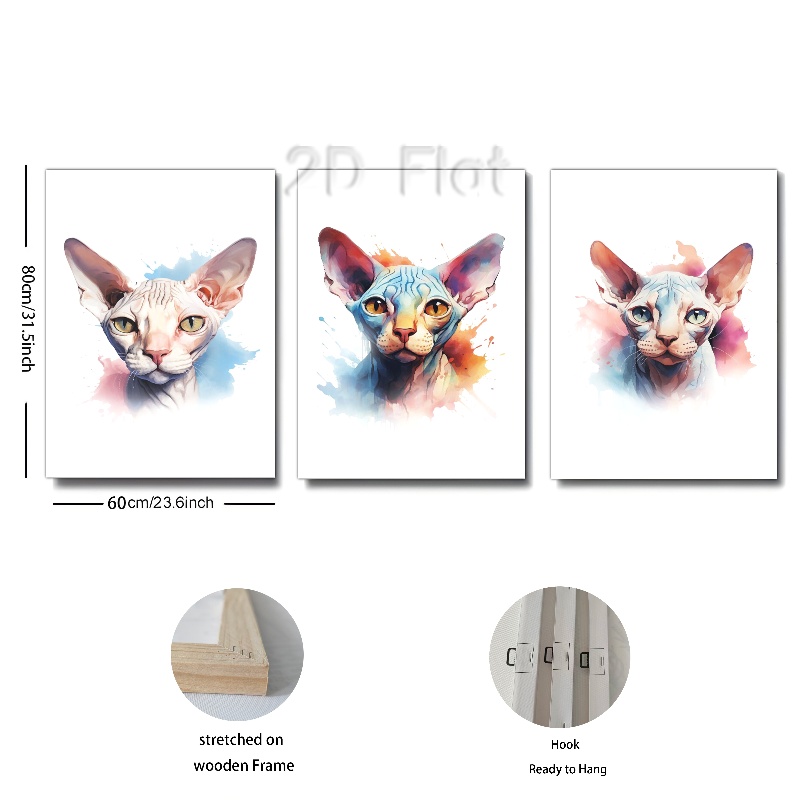 2D Flat
80cm/31.5inch
60cm/23.6inch
stretched on
wooden Frame
Hook
Ready to Hang